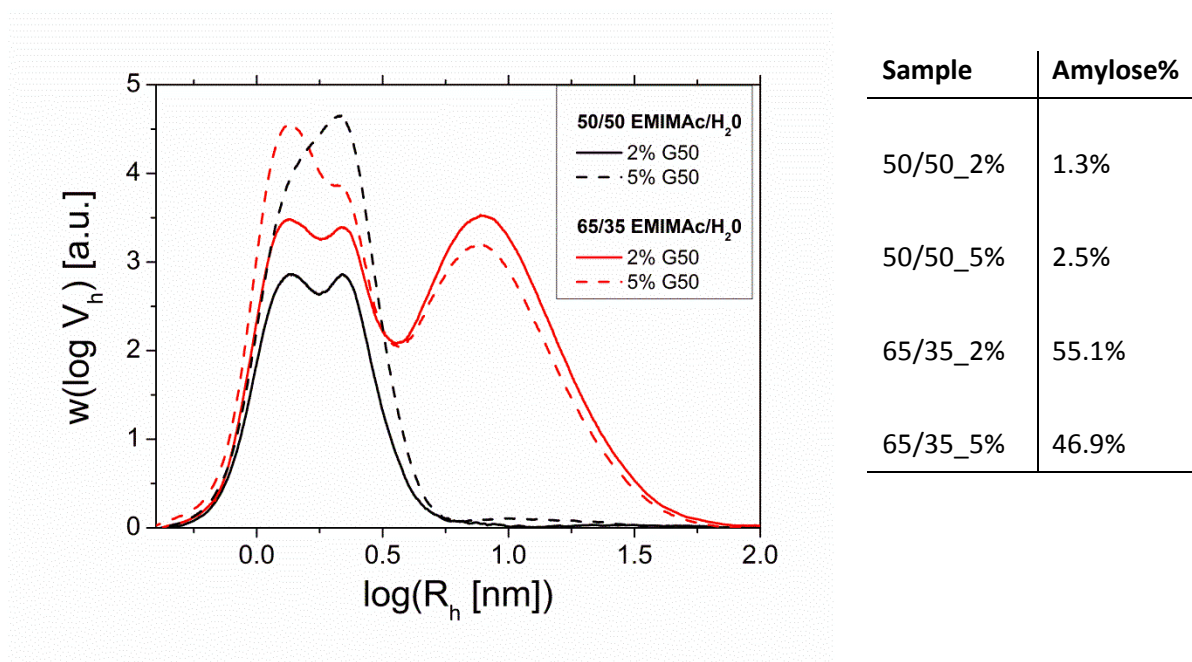 w(log V_h) [a.u.]
5
4
3
2
1
0
50/50 EMIMAc/H₂0
2% G50
5% G50
65/35 EMIMAc/H₂0
2% G50
5% G50
0.0 0.5 1.0 1.5 2.0
log(R_h [nm])
Sample Amylose%
50/50_2% 1.3%
50/50_5% 2.5%
65/35_2% 55.1%
65/35_5% 46.9%